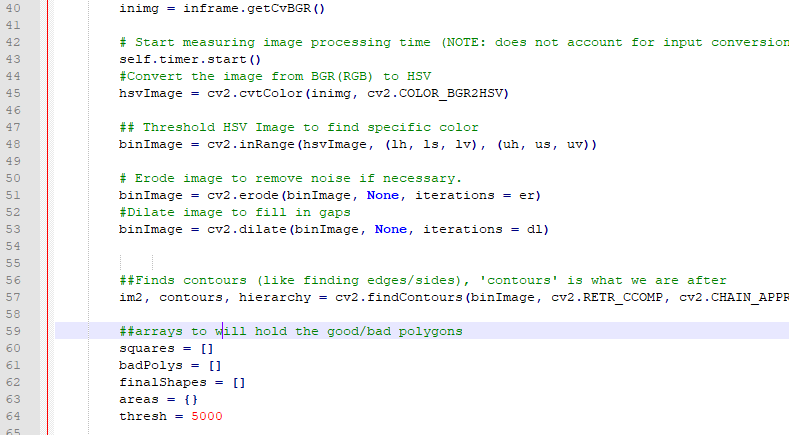 40 inimg = inframe.getCvBGR()
41
42 # Start measuring image processing time (NOTE: does not account for input conversion
43 self.timer.start()
44 #Convert the image from BGR(RGB) to HSV
45 hsvImage = cv2.cvtColor(inimg, cv2.COLOR_BGR2HSV)
46
47 ## Threshold HSV Image to find specific color
48 binImage = cv2.inRange(hsvImage, (lh, ls, lv), (uh, us, uv))
49
50 # Erode image to remove noise if necessary.
51 binImage = cv2.erode(binImage, None, iterations = er)
52 #Dilate image to fill in gaps
53 binImage = cv2.dilate(binImage, None, iterations = dl)
54
55
56 ##Finds contours (like finding edges/sides), 'contours' is what we are after
57 im2, contours, hierarchy = cv2.findContours(binImage, cv2.RETR_CCOMP, cv2.CHAIN_APPR
58
59 ##arrays to will hold the good/bad polygons
60 squares = []
61 badPolys = []
62 finalShapes = []
63 areas = {}
64 thresh = 5000
65